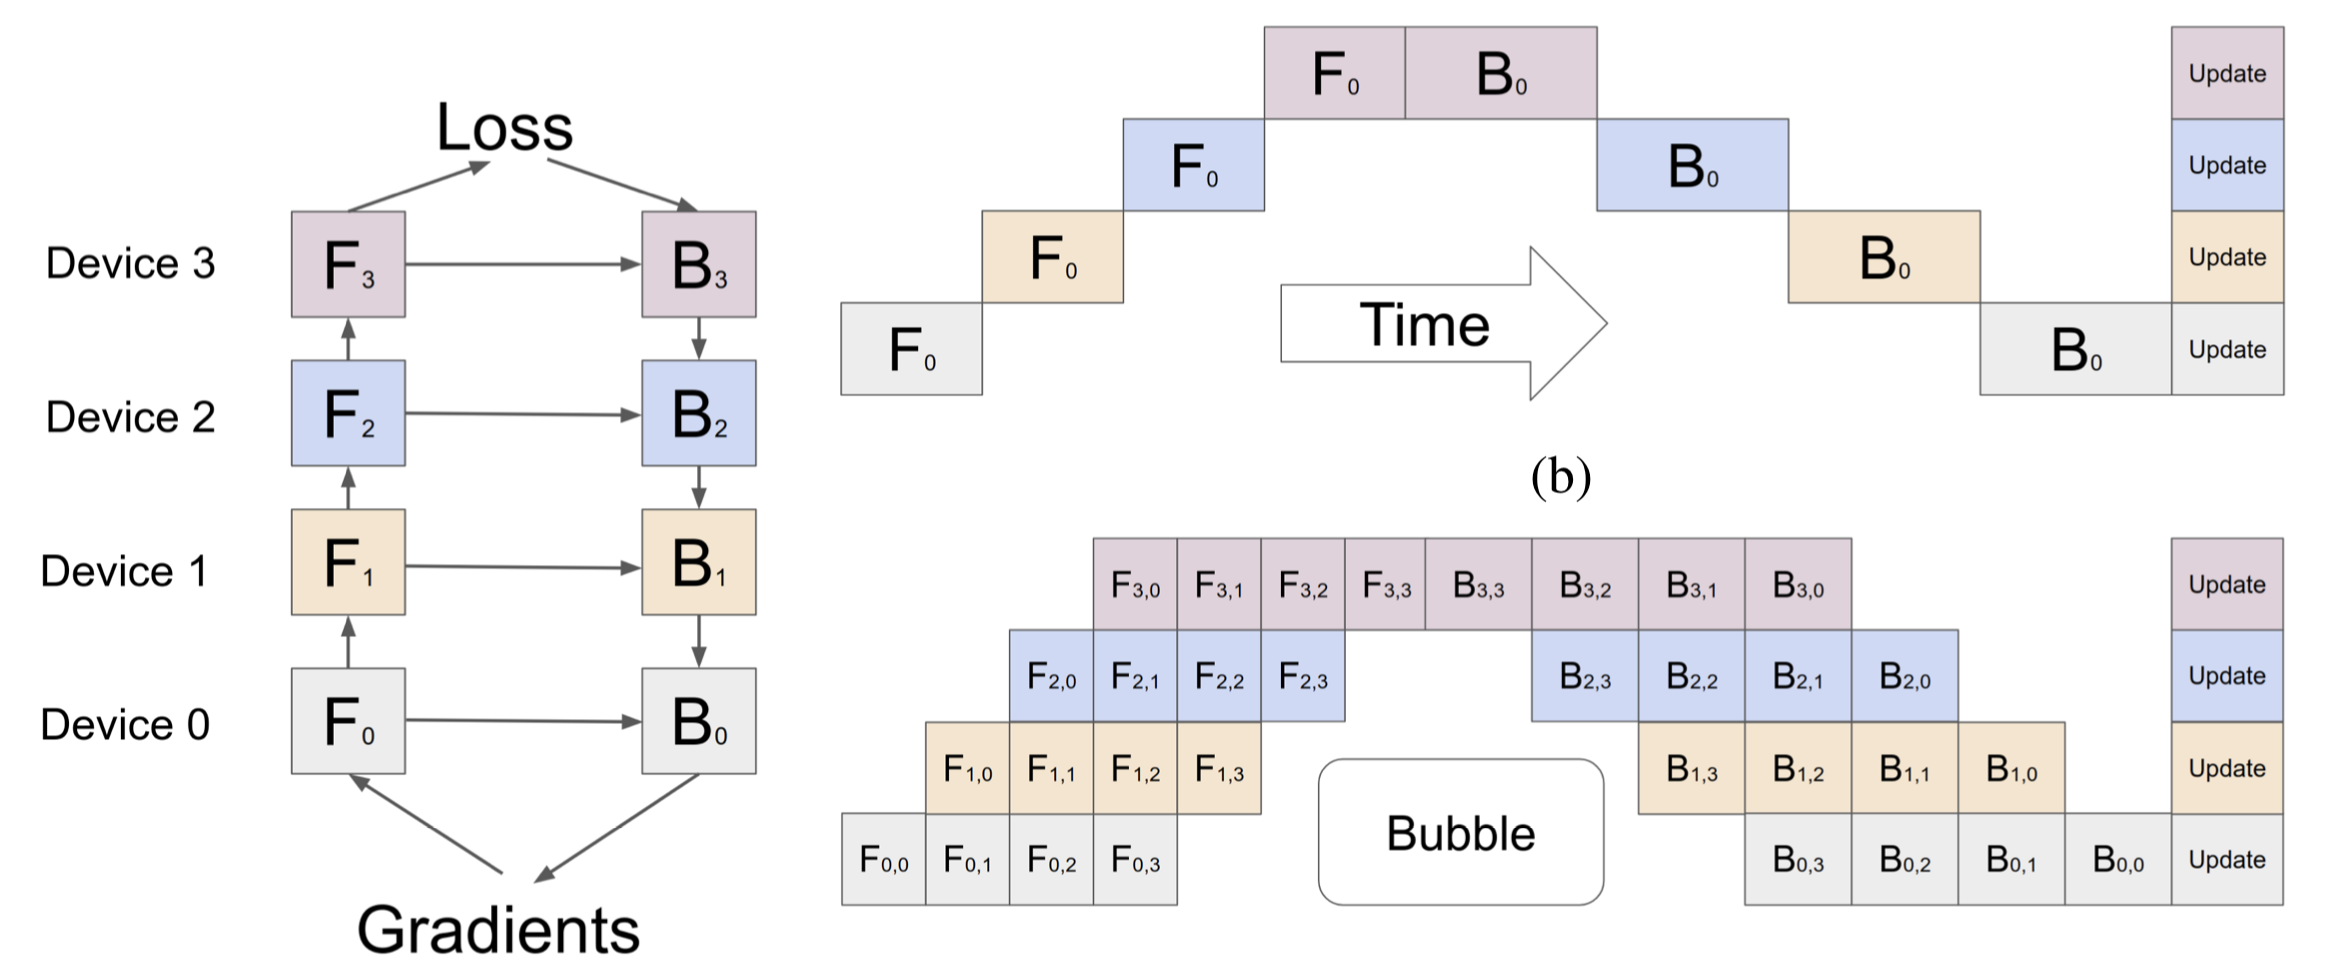 Loss
Device 3 F3 B3
Device 2 F2 B2
Device 1 F1 B1
Device 0 F0 B0
Gradients
F0 B0 Update
F0 B0 Update
F0 B0 Update
F0 B0 Update
Time
(b)
F3,0 F3,1 F3,2 F3,3 B3,3 B3,2 B3,1 B3,0 Update
F2,0 F2,1 F2,2 F2,3 B2,3 B2,2 B2,1 B2,0 Update
F1,0 F1,1 F1,2 F1,3 B1,3 B1,2 B1,1 B1,0 Update
F0,0 F0,1 F0,2 F0,3 B0,3 B0,2 B0,1 B0,0 Update
Bubble